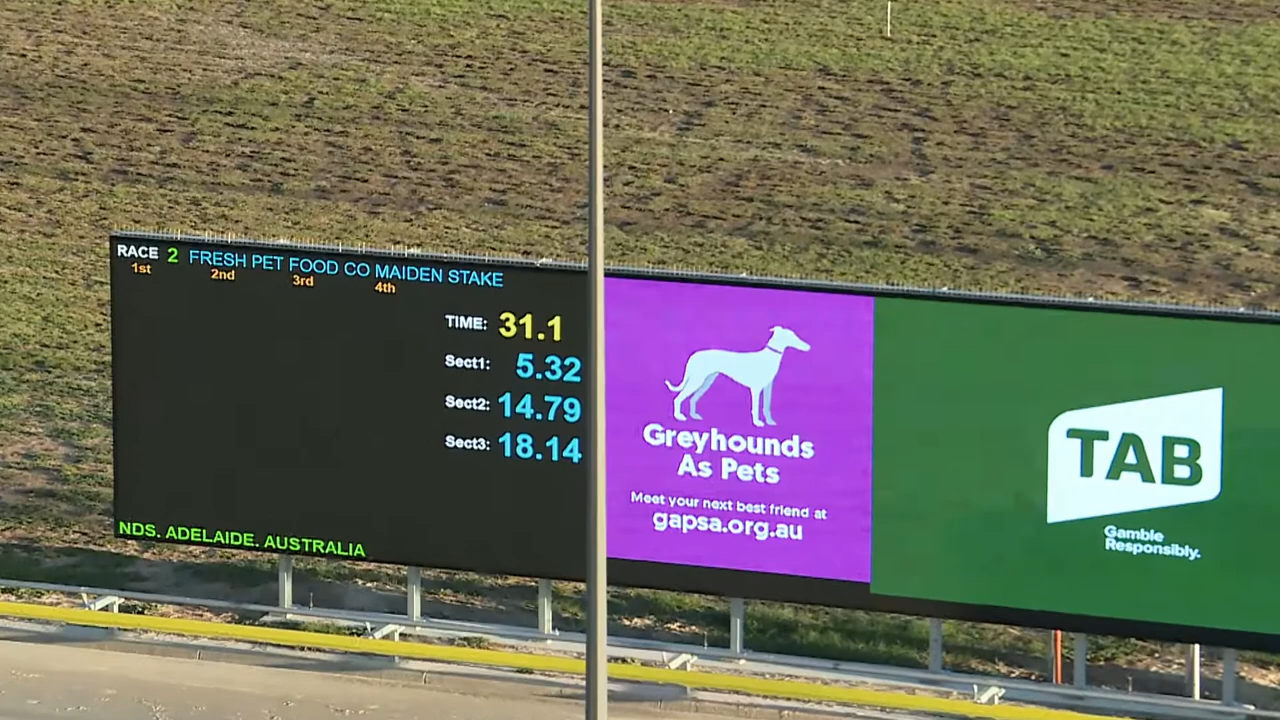 RACE 2 FRESH PET FOOD CO MAIDEN STAKE
1st 2nd 3rd 4th
TIME: 31.1
Sect1: 5.32
Sect2: 14.79
Sect3: 18.14
NDS. ADELAIDE. AUSTRALIA
Greyhounds
As Pets
Meet your next best friend at
gapsa.org.au
TAB
Gamble
Responsibly.